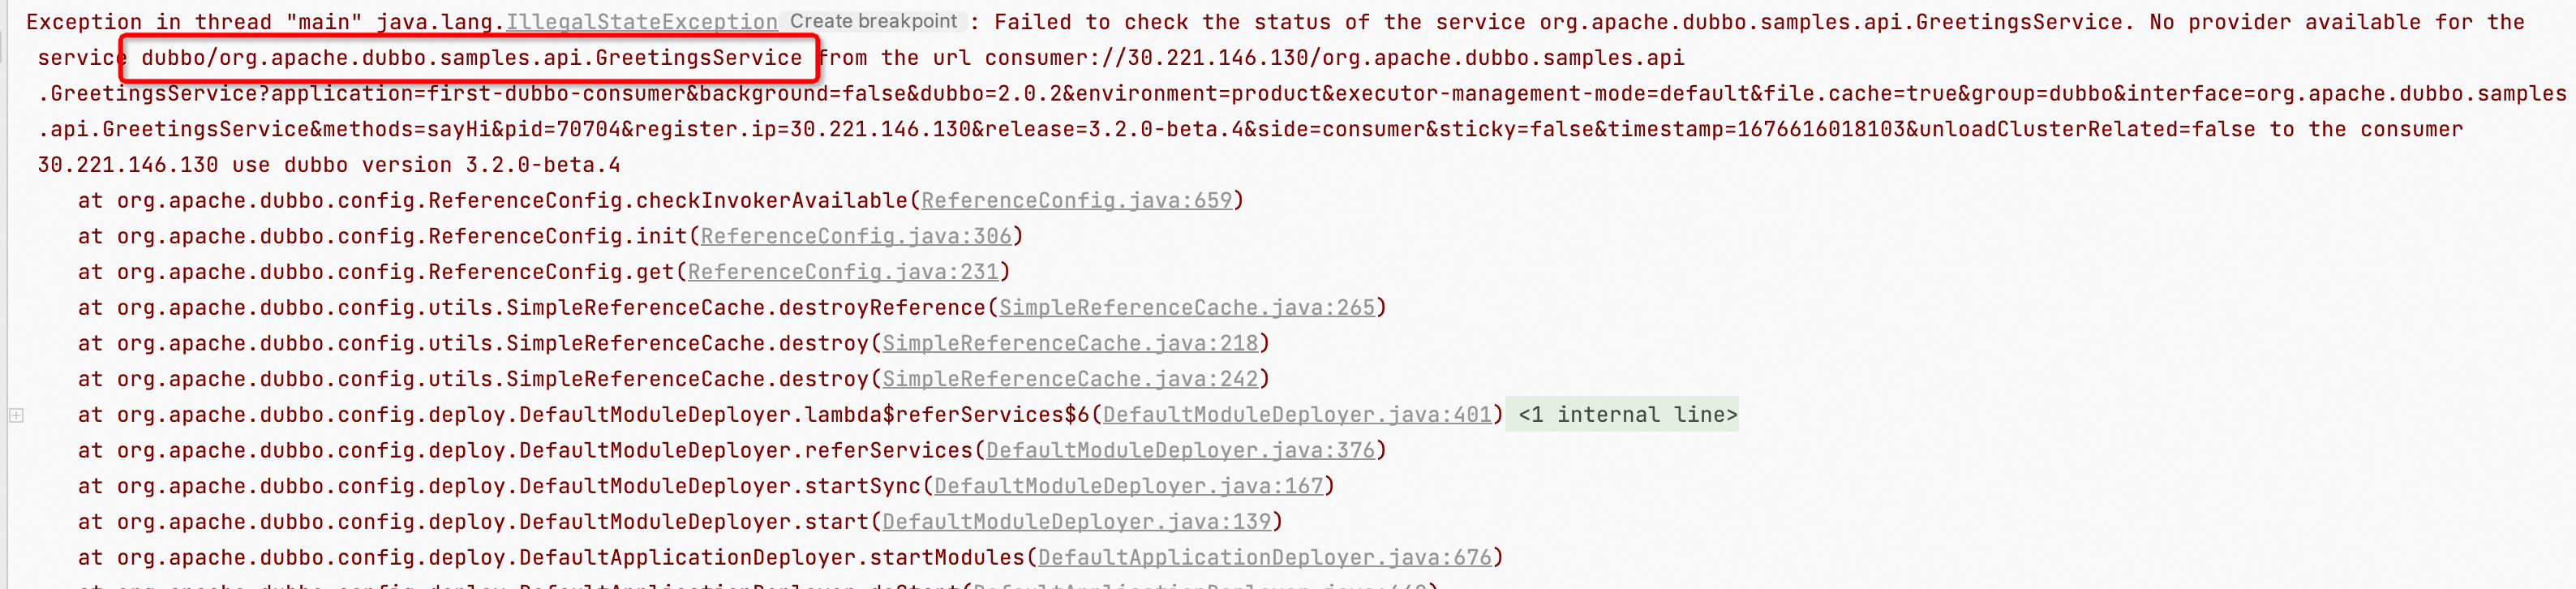 Exception in thread "main" java.lang.IllegalStateException Create breakpoint : Failed to check the status of the service org.apache.dubbo.samples.api.GreetingsService. No provider available for the
service dubbo/org.apache.dubbo.samples.api.GreetingsService from the url consumer://30.221.146.130/org.apache.dubbo.samples.api
.GreetingsService?application=first-dubbo-consumer&background=false&dubbo=2.0.2&environment=product&executor-management-mode=default&file.cache=true&group=dubbo&interface=org.apache.dubbo.samples
.api.GreetingsService&methods=sayHi&pid=70704&register.ip=30.221.146.130&release=3.2.0-beta.4&side=consumer&sticky=false&timestamp=1676616018103&unloadClusterRelated=false to the consumer
30.221.146.130 use dubbo version 3.2.0-beta.4
at org.apache.dubbo.config.ReferenceConfig.checkInvokerAvailable(ReferenceConfig.java:659)
at org.apache.dubbo.config.ReferenceConfig.init(ReferenceConfig.java:306)
at org.apache.dubbo.config.ReferenceConfig.get(ReferenceConfig.java:231)
at org.apache.dubbo.config.utils.SimpleReferenceCache.destroyReference(SimpleReferenceCache.java:265)
at org.apache.dubbo.config.utils.SimpleReferenceCache.destroy(SimpleReferenceCache.java:218)
at org.apache.dubbo.config.utils.SimpleReferenceCache.destroy(SimpleReferenceCache.java:242)
at org.apache.dubbo.config.deploy.DefaultModuleDeployer.lambda$referServices$6(DefaultModuleDeployer.java:401) <1 internal line>
at org.apache.dubbo.config.deploy.DefaultModuleDeployer.referServices(DefaultModuleDeployer.java:376)
at org.apache.dubbo.config.deploy.DefaultModuleDeployer.startSync(DefaultModuleDeployer.java:167)
at org.apache.dubbo.config.deploy.DefaultModuleDeployer.start(DefaultModuleDeployer.java:139)
at org.apache.dubbo.config.deploy.DefaultApplicationDeployer.startModules(DefaultApplicationDeployer.java:676)